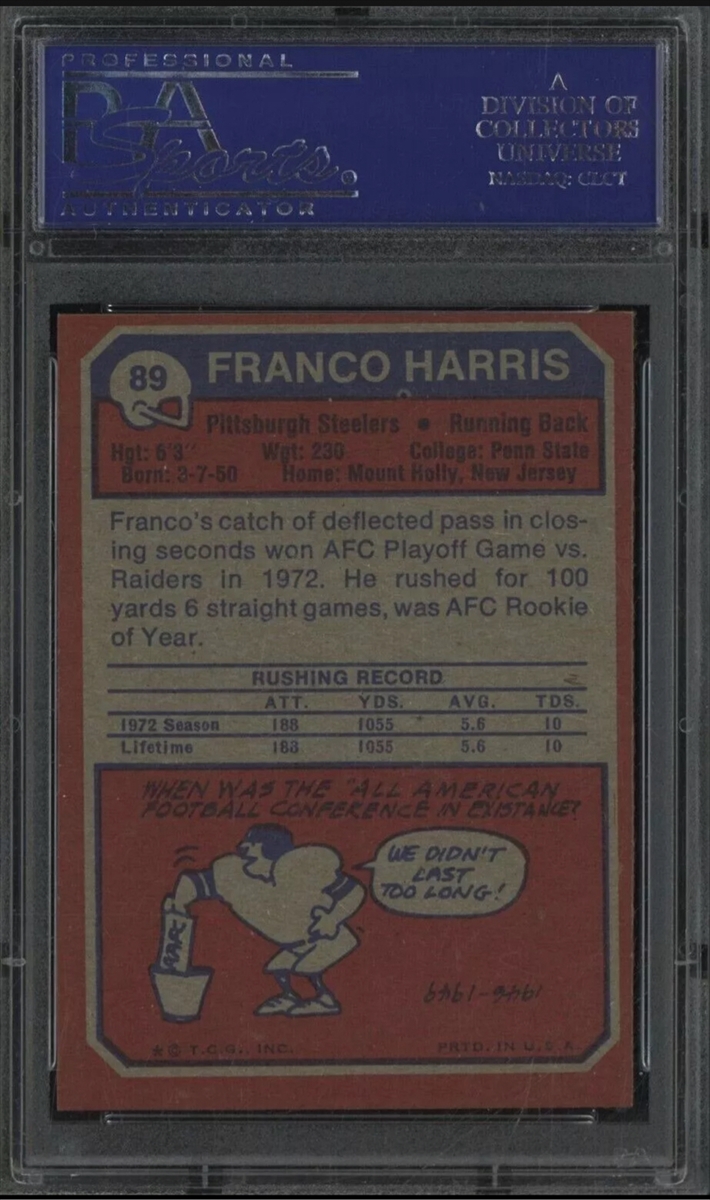 PROFESSIONAL
PSA
Sports.
AUTHENTICATOR
A
DIVISION OF
COLLECTORS
UNIVERSE
NASDAQ: CLCT
89 FRANCO HARRIS
Pittsburgh Steelers • Running Back
Hgt: 6'3" Wgt: 230 College: Penn State
Born: 3-7-50 Home: Mount Holly, New Jersey
Franco's catch of deflected pass in clos-
ing seconds won AFC Playoff Game vs.
Raiders in 1972. He rushed for 100
yards 6 straight games, was AFC Rookie
of Year.
RUSHING RECORD
ATT. YDS. AVG. TDS.
1972 Season 188 1055 5.6 10
Lifetime 188 1055 5.6 10
WHEN WAS THE "ALL AMERICAN
FOOTBALL CONFERENCE IN EXISTANCE?
WE DIDN'T
LAST
TOO LONG!
AAFC
1946-1949
*© T.C.G., INC. PRTD. IN U.S.A.